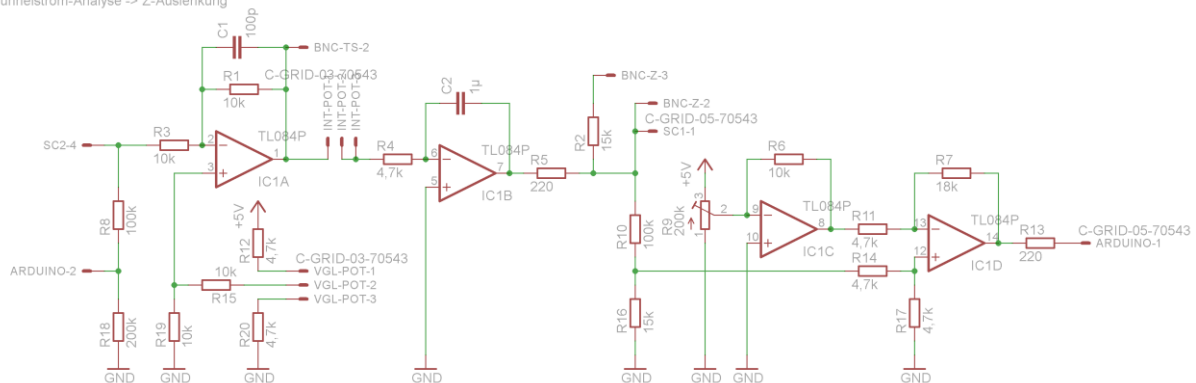 unnelstrom-Analyse -> Z-Auslenkung
C1
100p
BNC-TS-2
R1
10k
C-GRID-03-70543
INT-POT-1
INT-POT-2
INT-POT-3
SC2-4
R3
10k
2
3
1
TL084P
IC1A
R4
4,7k
C2
1µ
6
5
7
TL084P
IC1B
R5
220
BNC-Z-3
R2
15k
BNC-Z-2
C-GRID-05-70543
SC1-1
R8
100k
ARDUINO-2
R18
200k
GND
R19
10k
GND
10k
R15
+5V
R12
4,7k
C-GRID-03-70543
VGL-POT-1
VGL-POT-2
VGL-POT-3
R20
4,7k
GND
GND
R10
100k
R16
15k
GND
+5V
R9
200k
3
2
1
GND
R6
10k
9
10
8
TL084P
IC1C
GND
R11
4,7k
R14
4,7k
R7
18k
13
12
14
TL084P
IC1D
R17
4,7k
GND
R13
220
C-GRID-05-70543
ARDUINO-1